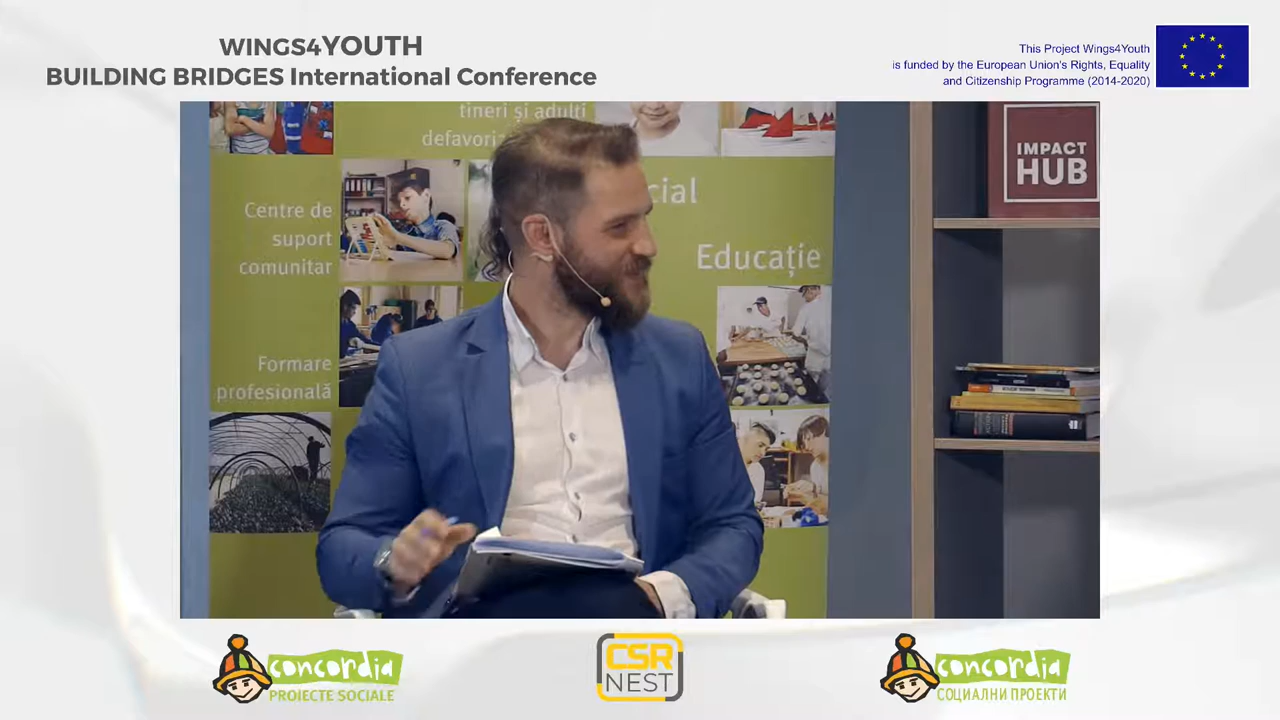 WINGS4YOUTH
BUILDING BRIDGES International Conference
This Project Wings4Youth
is funded by the European Union's Rights, Equality
and Citizenship Programme (2014-2020)
tineri și adulți
defavoriz
cial
Centre de
suport
comunitar
Educație
Formare
profesională
IMPACT
HUB
concordia
PROIECTE SOCIALE
CSR
NEST
concordia
СОЦИАЛНИ ПРОЕКТИ